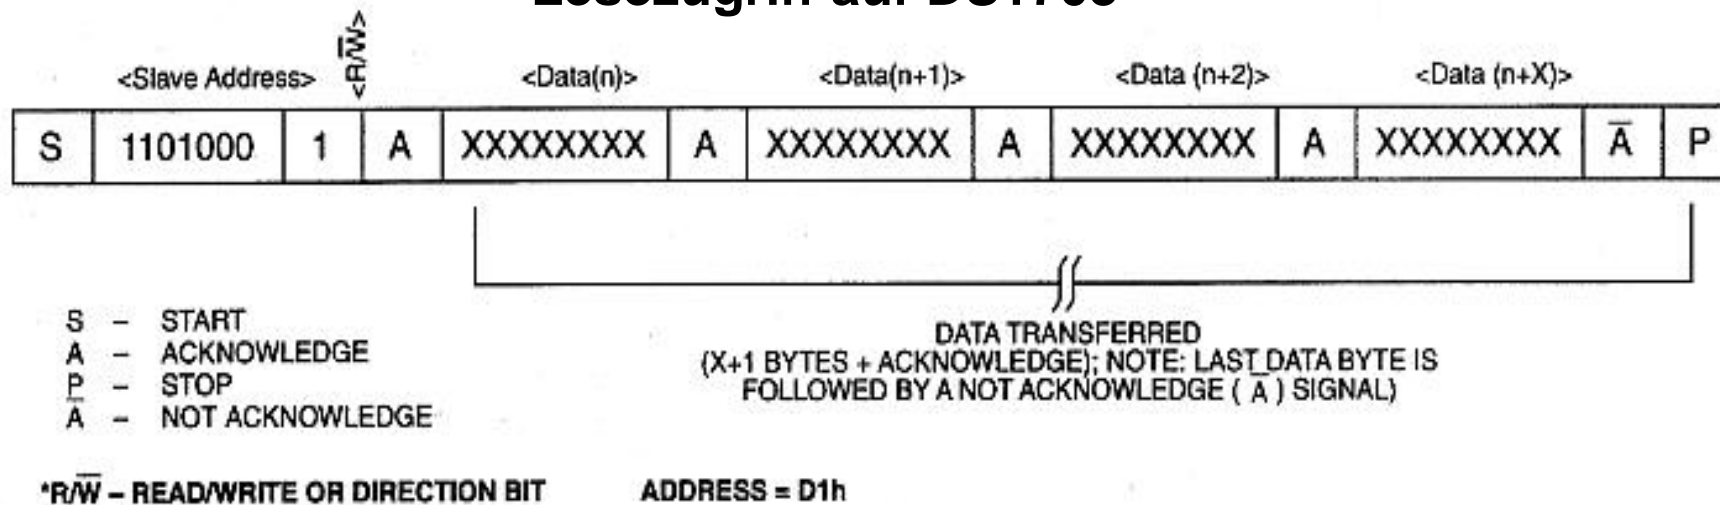 <R/W̅>
<Slave Address> <Data(n)> <Data(n+1)> <Data (n+2)> <Data (n+X)>
S 1101000 1 A XXXXXXXX A XXXXXXXX A XXXXXXXX A XXXXXXXX A̅ P
S – START
A – ACKNOWLEDGE
P – STOP
A̅ – NOT ACKNOWLEDGE
DATA TRANSFERRED
(X+1 BYTES + ACKNOWLEDGE); NOTE: LAST DATA BYTE IS
FOLLOWED BY A NOT ACKNOWLEDGE ( A̅ ) SIGNAL)
*R/W̅ – READ/WRITE OR DIRECTION BIT ADDRESS = D1h